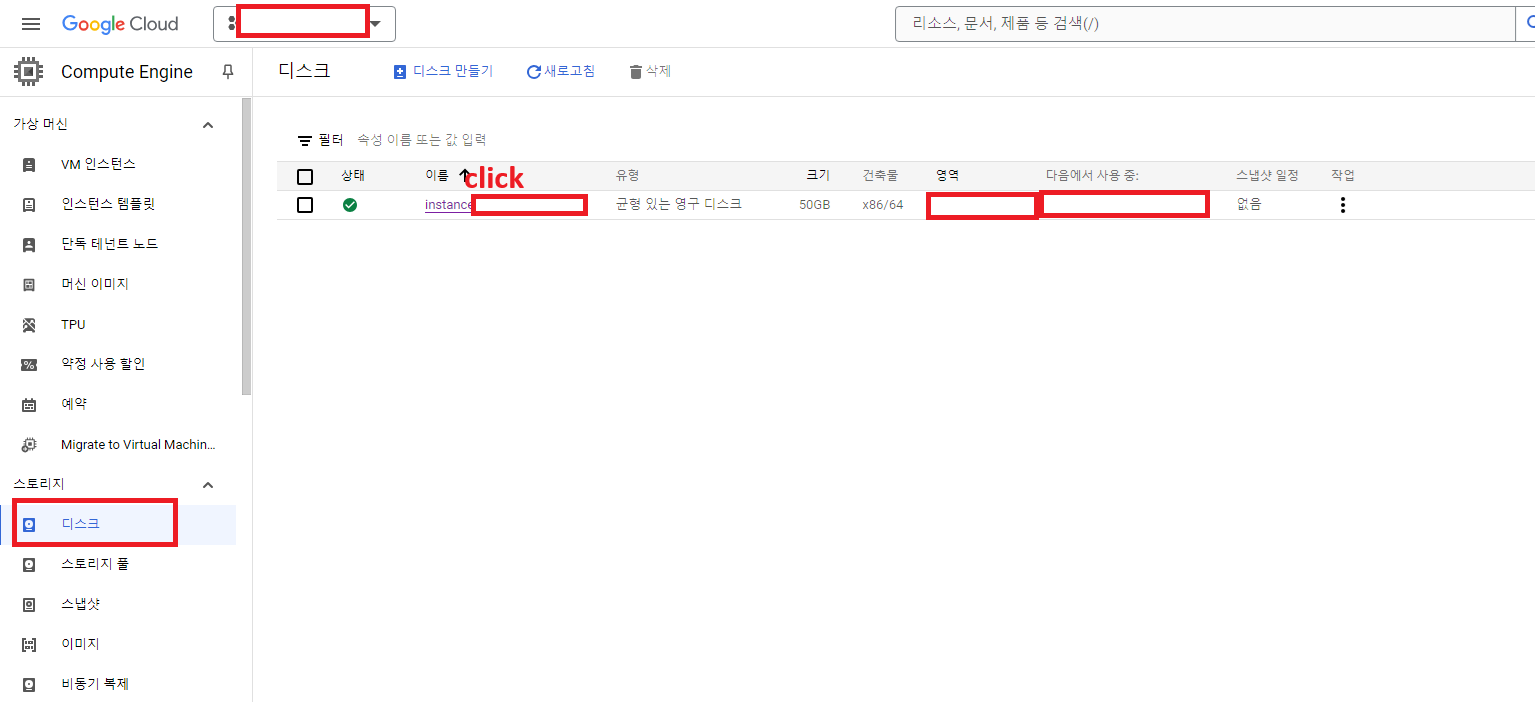 Google Cloud
리소스, 문서, 제품 등 검색(/)
Compute Engine
디스크
디스크 만들기
새로고침
삭제
가상 머신
VM 인스턴스
인스턴스 템플릿
단독 테넌트 노드
머신 이미지
TPU
약정 사용 할인
예약
Migrate to Virtual Machin...
스토리지
디스크
스토리지 풀
스냅샷
이미지
비동기 복제
필터 속성 이름 또는 값 입력
상태 이름 유형 크기 건축물 영역 다음에서 사용 중: 스냅샷 일정 작업
click
instance 균형 있는 영구 디스크 50GB x86/64 없음